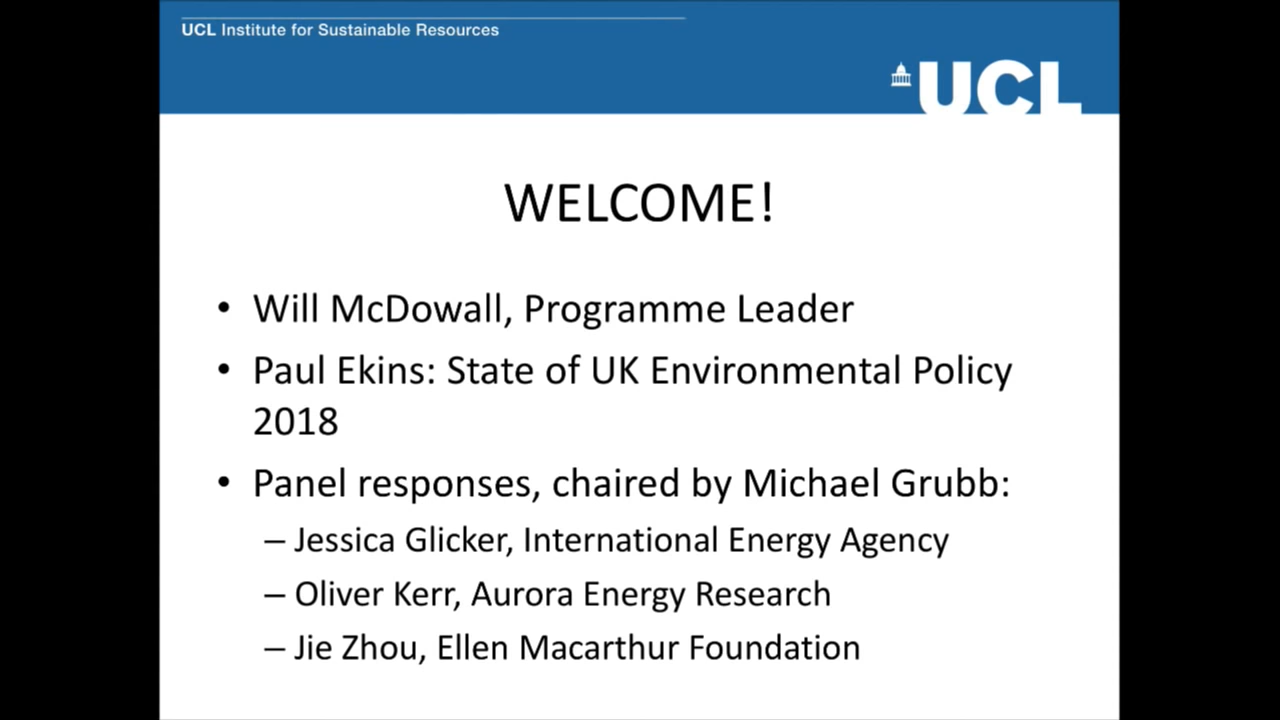 UCL Institute for Sustainable Resources
UCL
WELCOME!
• Will McDowall, Programme Leader
• Paul Ekins: State of UK Environmental Policy
2018
• Panel responses, chaired by Michael Grubb:
– Jessica Glicker, International Energy Agency
– Oliver Kerr, Aurora Energy Research
– Jie Zhou, Ellen Macarthur Foundation